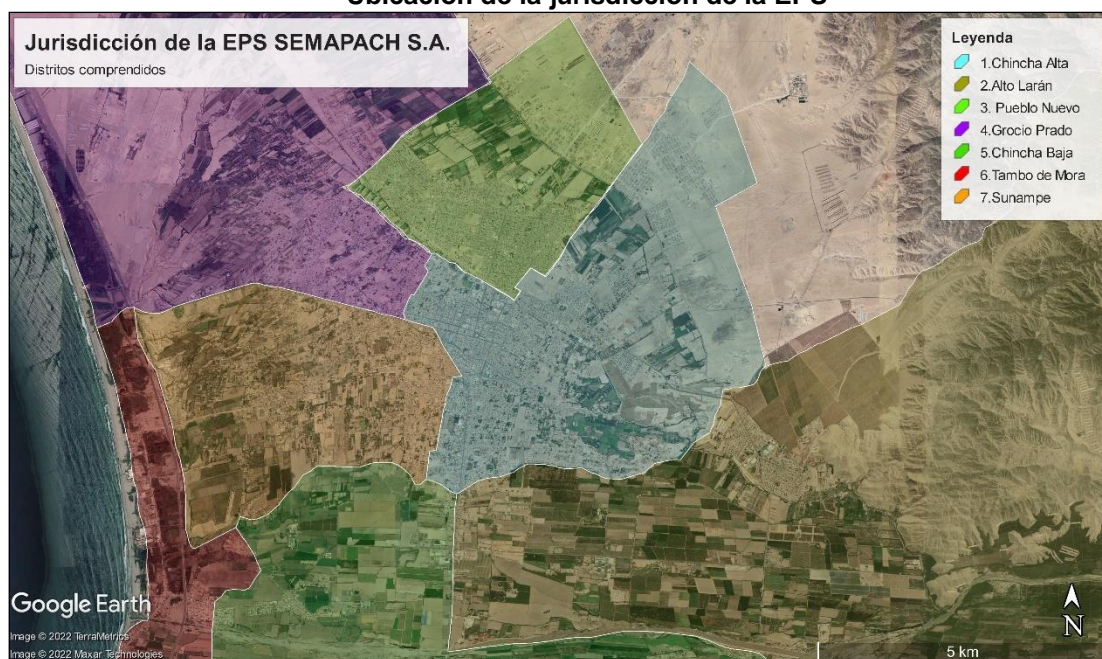 Ubicación de la jurisdicción de la EPS
Jurisdicción de la EPS SEMAPACH S.A.
Distritos comprendidos
Leyenda
1.Chincha Alta
2.Alto Larán
3. Pueblo Nuevo
4.Grocio Prado
5.Chincha Baja
6.Tambo de Mora
7.Sunampe
Google Earth
Image © 2022 TerraMetrics
Image © 2022 Maxar Technologies
N
5 km